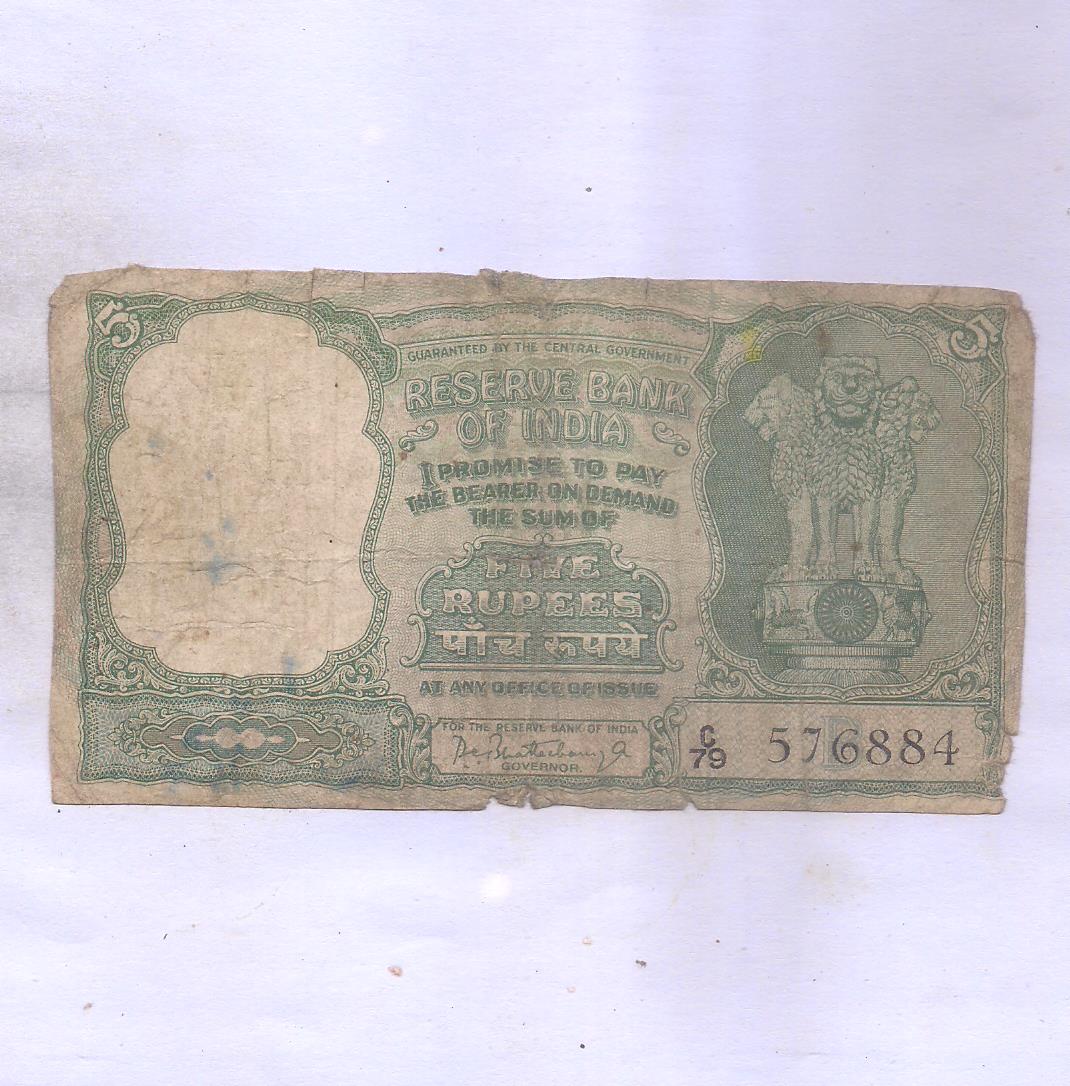 5
5
GUARANTEED BY THE CENTRAL GOVERNMENT
RESERVE BANK
OF INDIA
I PROMISE TO PAY
THE BEARER ON DEMAND
THE SUM OF
FIVE
RUPEES
पाँच रूपये
AT ANY OFFICE OF ISSUE
FOR THE RESERVE BANK OF INDIA
GOVERNOR.
C
79 576884